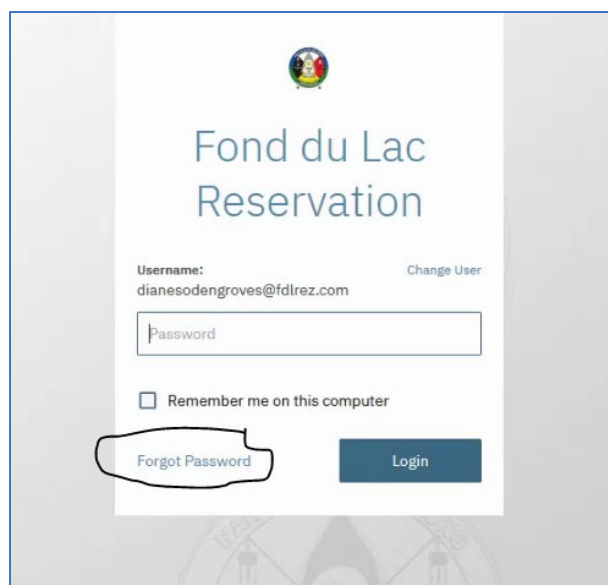 Fond du Lac
Reservation
Username:
Change User
dianesodengroves@fdlrez.com
Password
Remember me on this computer
Forgot Password
Login